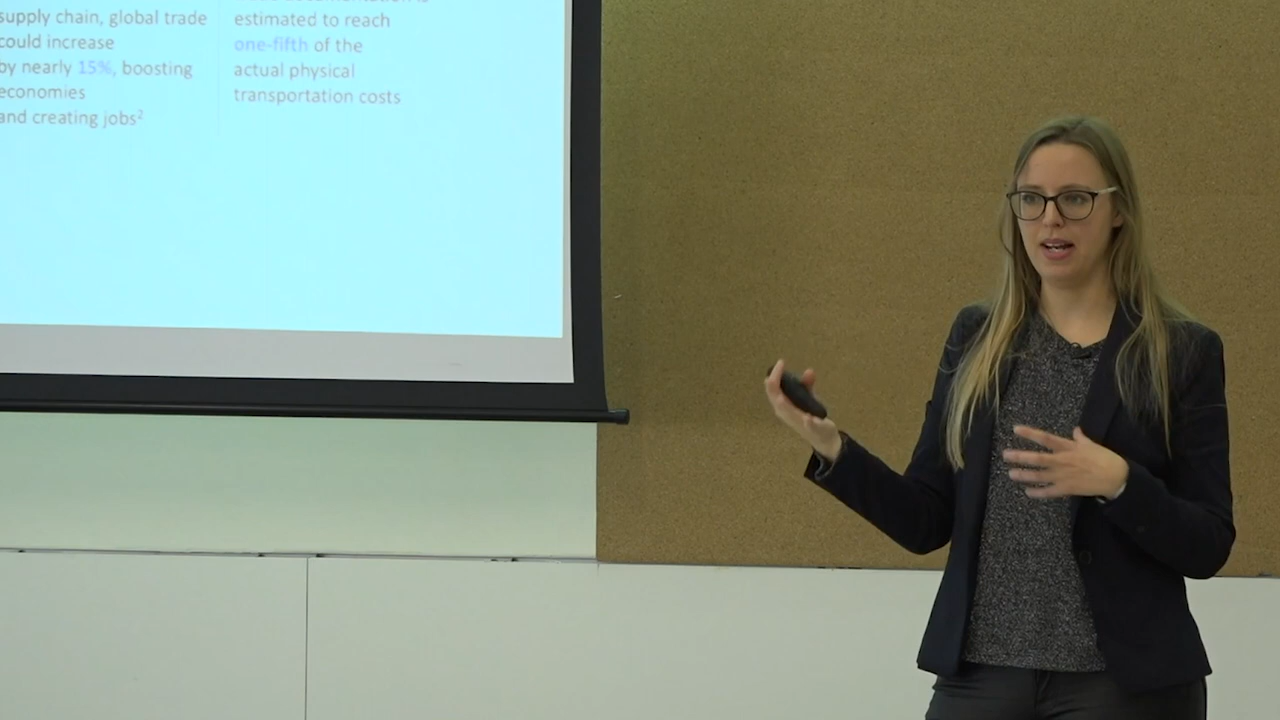 supply chain, global trade
could increase
by nearly 15%, boosting
economies
and creating jobs²
estimated to reach
one-fifth of the
actual physical
transportation costs